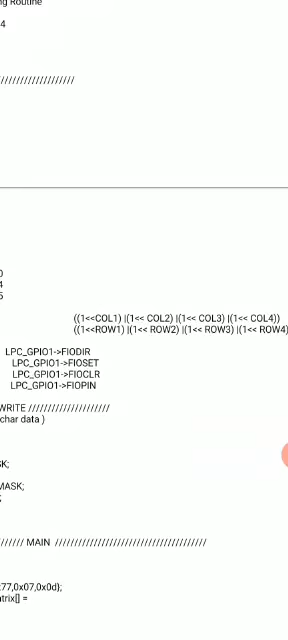 ng Routine
4
///////////////////
0
4
5
((1<<COL1) |(1<< COL2) |(1<< COL3) |(1<< COL4))
((1<<ROW1) |(1<< ROW2) |(1<< ROW3) |(1<< ROW4)
LPC_GPIO1->FIODIR
LPC_GPIO1->FIOSET
LPC_GPIO1->FIOCLR
LPC_GPIO1->FIOPIN
WRITE /////////////////////
char data )
SK;
MASK;
;
////// MAIN ///////////////////////////////////////
x77,0x07,0x0d};
trix[] =